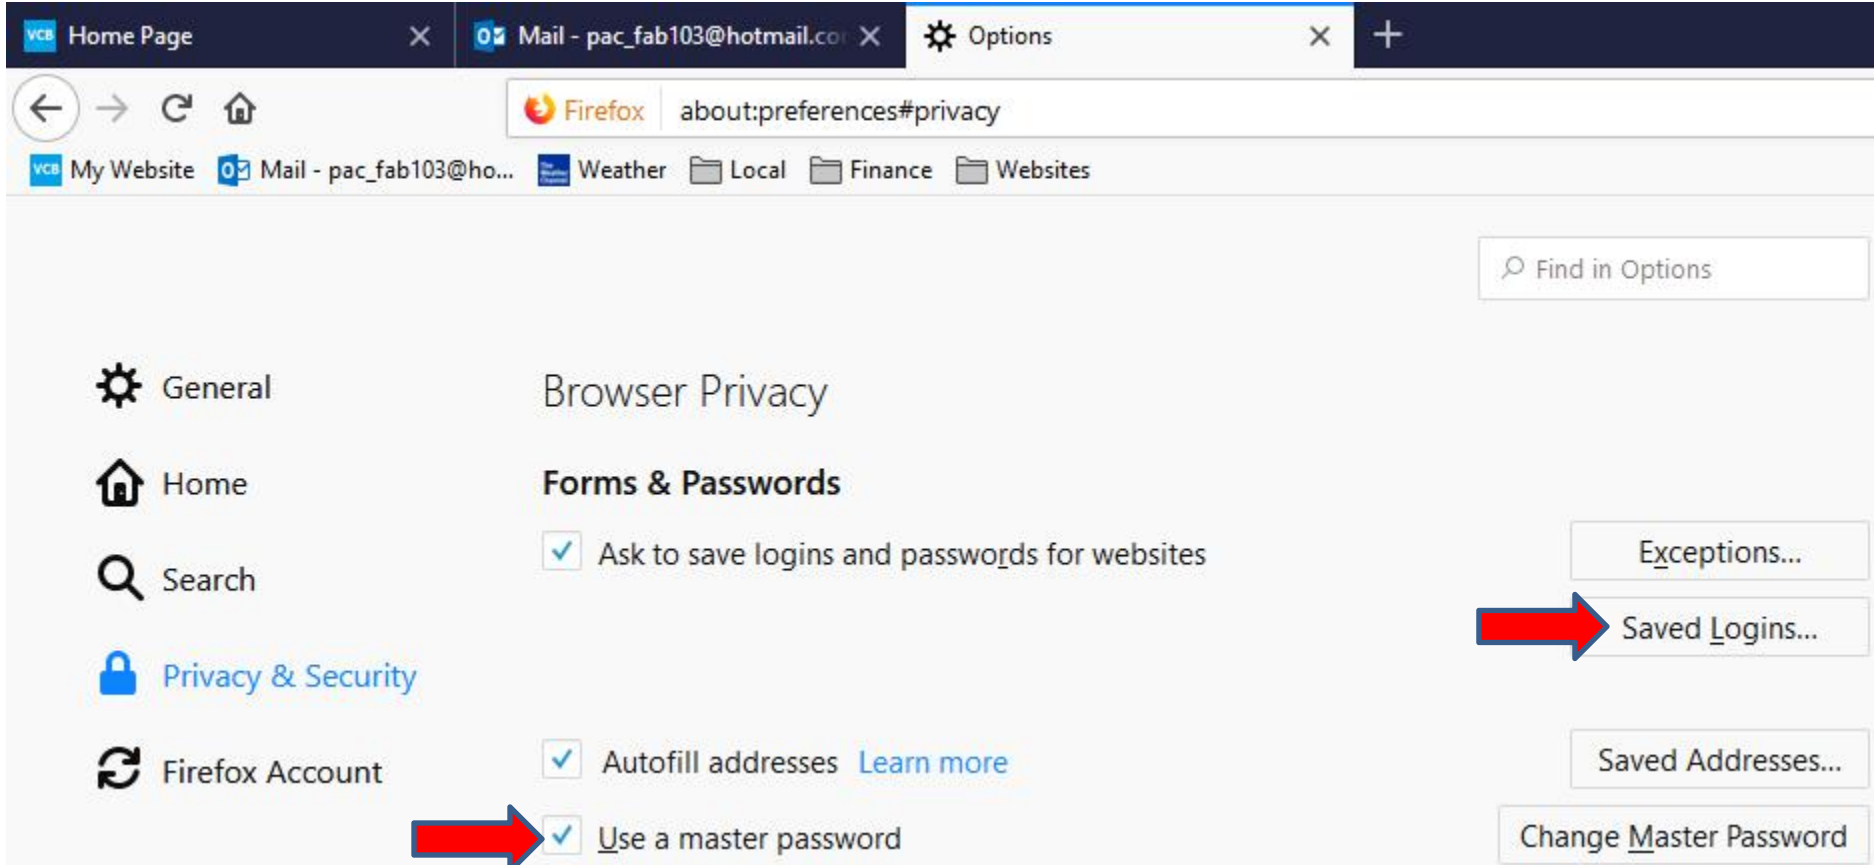 VCB Home Page
Mail - pac_fab103@hotmail.co
Options
Firefox about:preferences#privacy
VCB My Website Mail - pac_fab103@ho... Weather Local Finance Websites
Find in Options
General
Browser Privacy
Home
Forms & Passwords
Ask to save logins and passwords for websites
Exceptions...
Search
Saved Logins...
Privacy & Security
Autofill addresses Learn more
Saved Addresses...
Firefox Account
Use a master password
Change Master Password